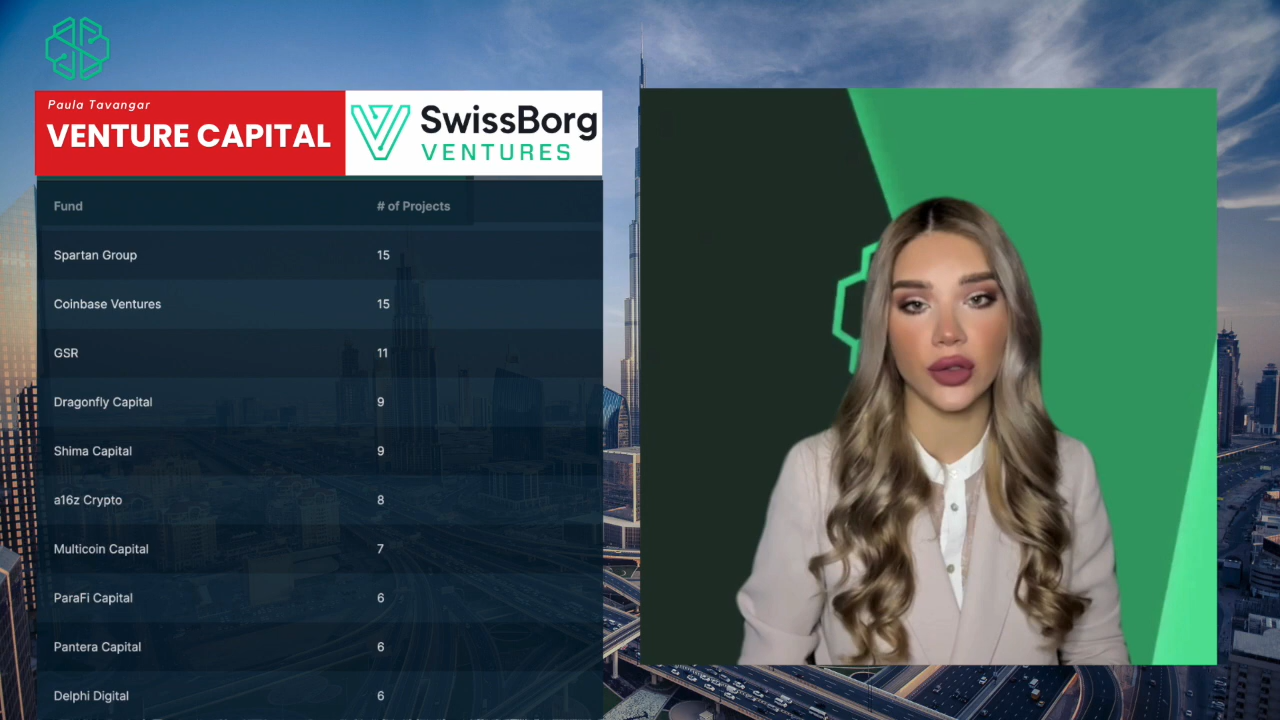 Paula Tavangar
VENTURE CAPITAL
SwissBorg
VENTURES
Fund # of Projects
Spartan Group 15
Coinbase Ventures 15
GSR 11
Dragonfly Capital 9
Shima Capital 9
a16z Crypto 8
Multicoin Capital 7
ParaFi Capital 6
Pantera Capital 6
Delphi Digital 6